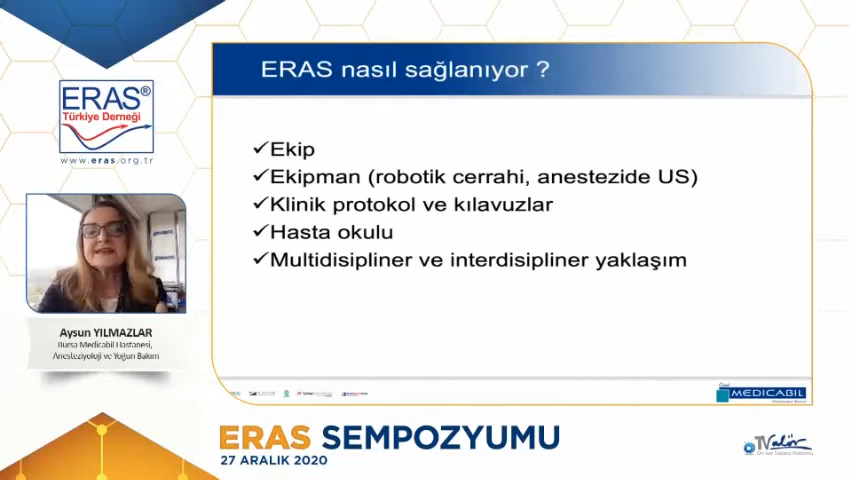 ERAS®
Türkiye Derneği
www.eras.org.tr
Aysun YILMAZLAR
Bursa Medicabil Hastanesi,
Anesteziyoloji ve Yoğun Bakım
ERAS nasıl sağlanıyor ?
✓Ekip
✓Ekipman (robotik cerrahi, anestezide US)
✓Klinik protokol ve kılavuzlar
✓Hasta okulu
✓Multidisipliner ve interdisipliner yaklaşım
Özel
MEDICABIL
ERAS SEMPOZYUMU
27 ARALIK 2020
TValör